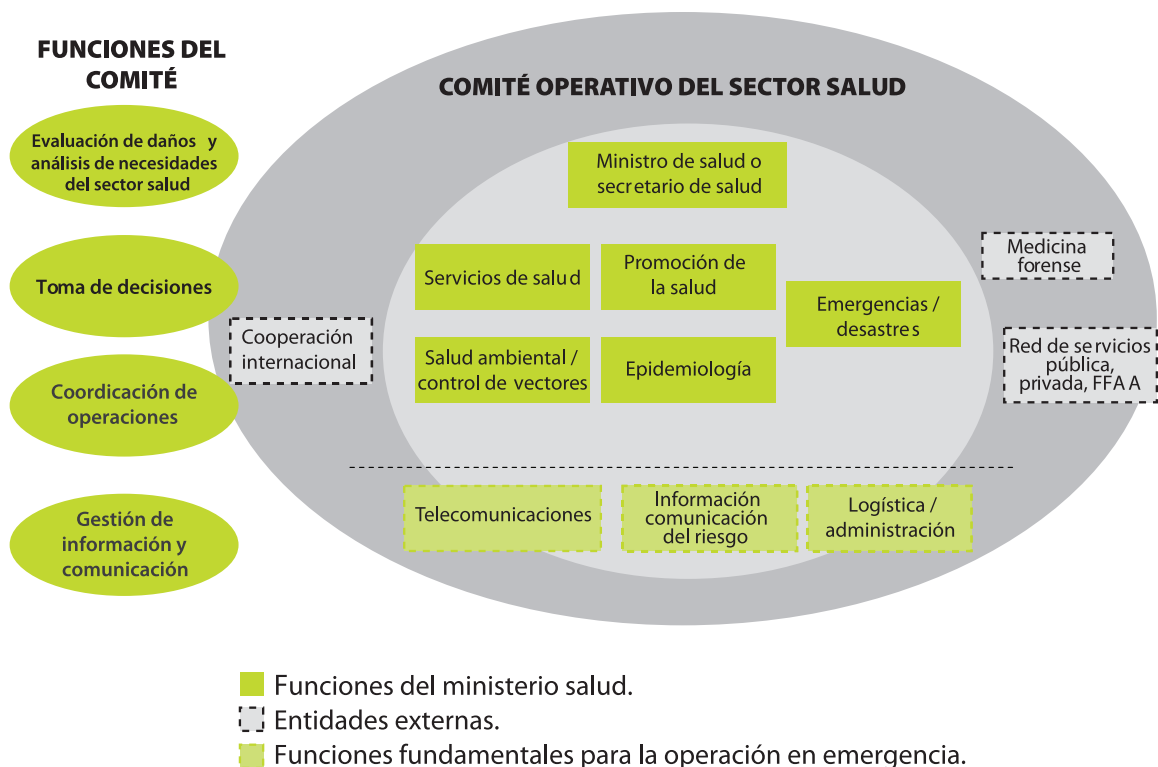 FUNCIONES DEL
COMITÉ
Evaluación de daños y
análisis de necesidades
del sector salud
Toma de decisiones
Coordicación de
operaciones
Gestión de
información y
comunicación
COMITÉ OPERATIVO DEL SECTOR SALUD
Ministro de salud o
secretario de salud
Servicios de salud
Promoción de
la salud
Emergencias /
desastres
Salud ambiental /
control de vectores
Epidemiología
Cooperación
internacional
Medicina
forense
Red de servicios
pública,
privada, FFAA
Telecomunicaciones
Información
comunicación
del riesgo
Logística /
administración
Funciones del ministerio salud.
Entidades externas.
Funciones fundamentales para la operación en emergencia.